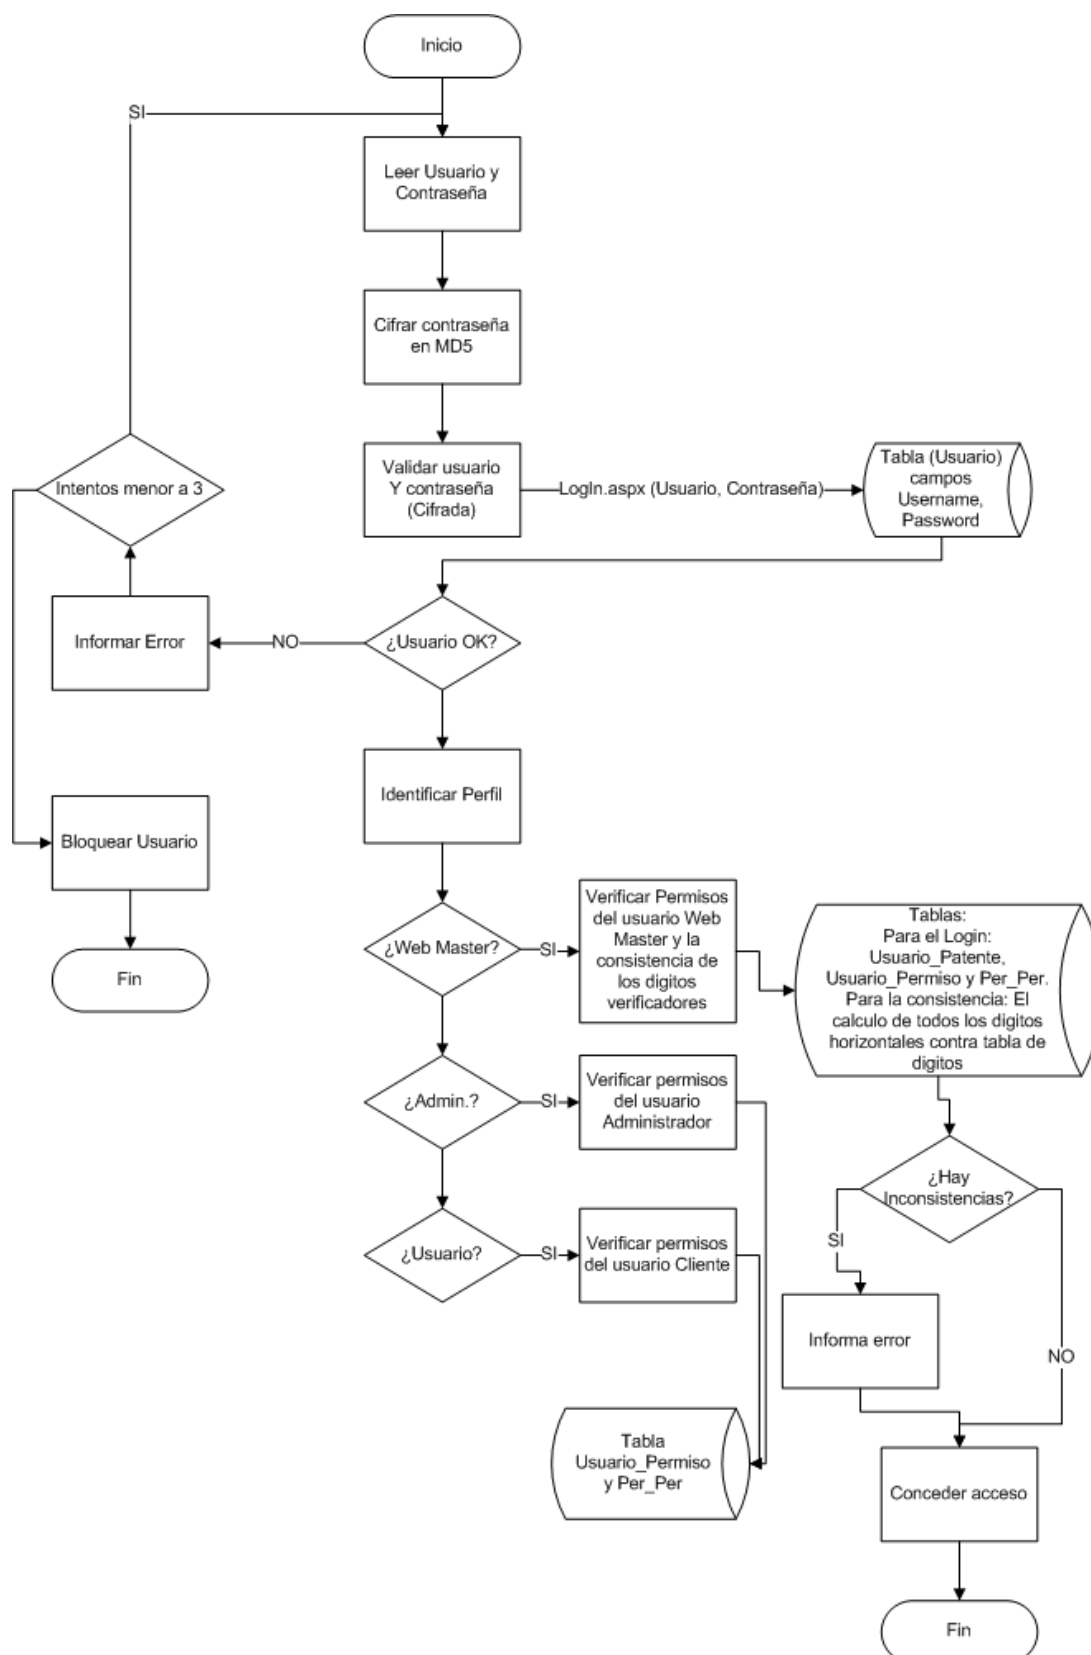 Inicio
SI
Leer Usuario y
Contraseña
Cifrar contraseña
en MD5
Validar usuario
Y contraseña
(Cifrada)
LogIn.aspx (Usuario, Contraseña)
Tabla (Usuario)
campos
Username,
Password
Intentos menor a 3
Informar Error
NO
¿Usuario OK?
Identificar Perfil
Bloquear Usuario
Fin
¿Web Master?
SI
Verificar Permisos
del usuario Web
Master y la
consistencia de
los digitos
verificadores
Tablas:
Para el Login:
Usuario_Patente,
Usuario_Permiso y Per_Per.
Para la consistencia: El
calculo de todos los digitos
horizontales contra tabla de
digitos
¿Admin.?
SI
Verificar permisos
del usuario
Administrador
¿Hay
Inconsistencias?
¿Usuario?
SI
Verificar permisos
del usuario Cliente
SI
Informa error
NO
Tabla
Usuario_Permiso
y Per_Per
Conceder acceso
Fin